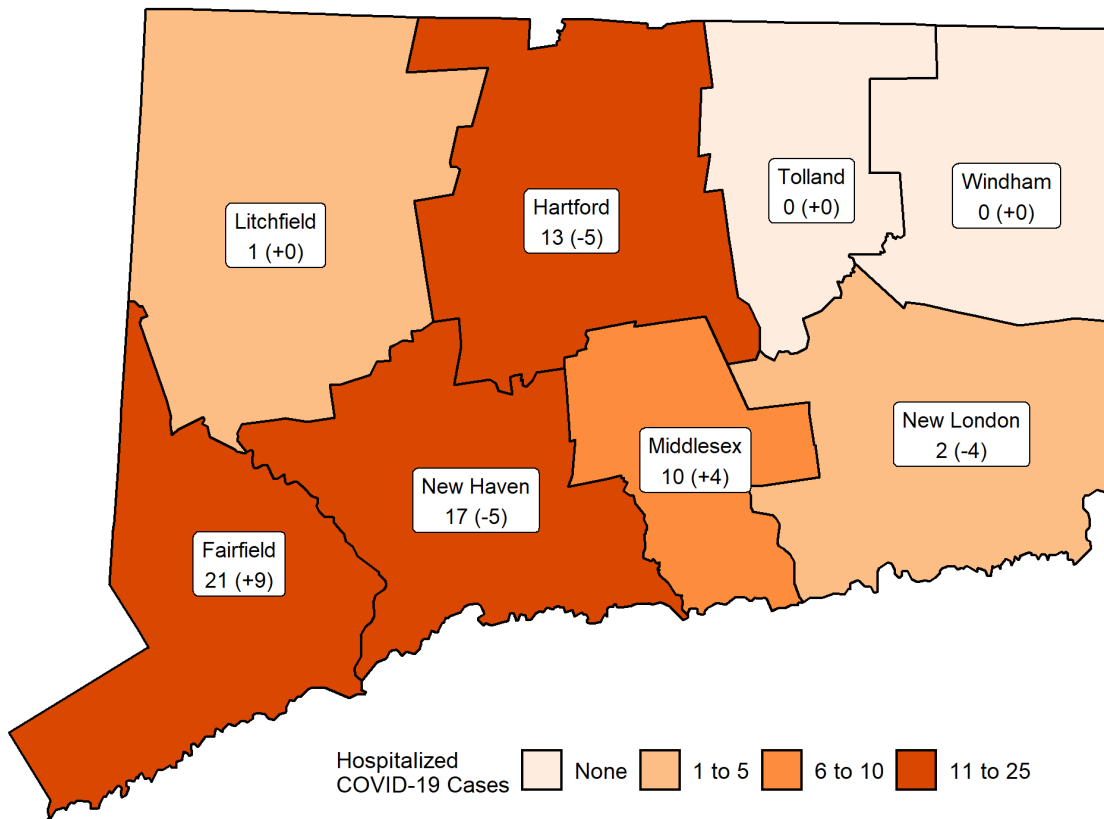 Tolland
0 (+0)
Windham
0 (+0)
Litchfield
1 (+0)
Hartford
13 (-5)
New London
2 (-4)
Middlesex
10 (+4)
New Haven
17 (-5)
Fairfield
21 (+9)
Hospitalized
COVID-19 Cases
None
1 to 5
6 to 10
11 to 25